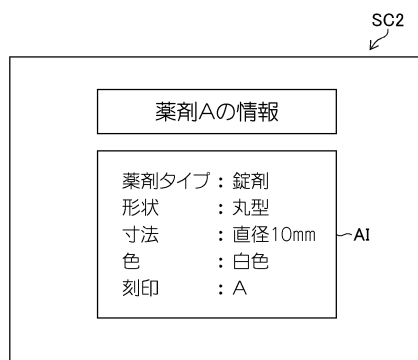 SC2
薬剤Aの情報
薬剤タイプ：錠剤
形状：丸型
寸法：直径10mm
AI
色：白色
刻印：A